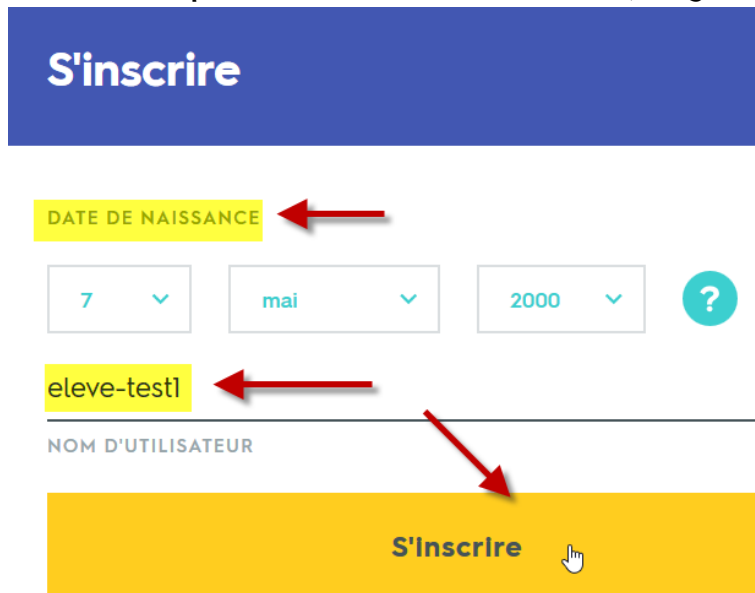 S'inscrire
DATE DE NAISSANCE
7 mai 2000 ?
eleve-test1
NOM D'UTILISATEUR
S'inscrire